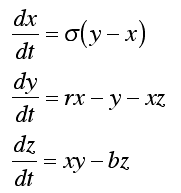 dx/dt = σ(y − x)
dy/dt = rx − y − xz
dz/dt = xy − bz